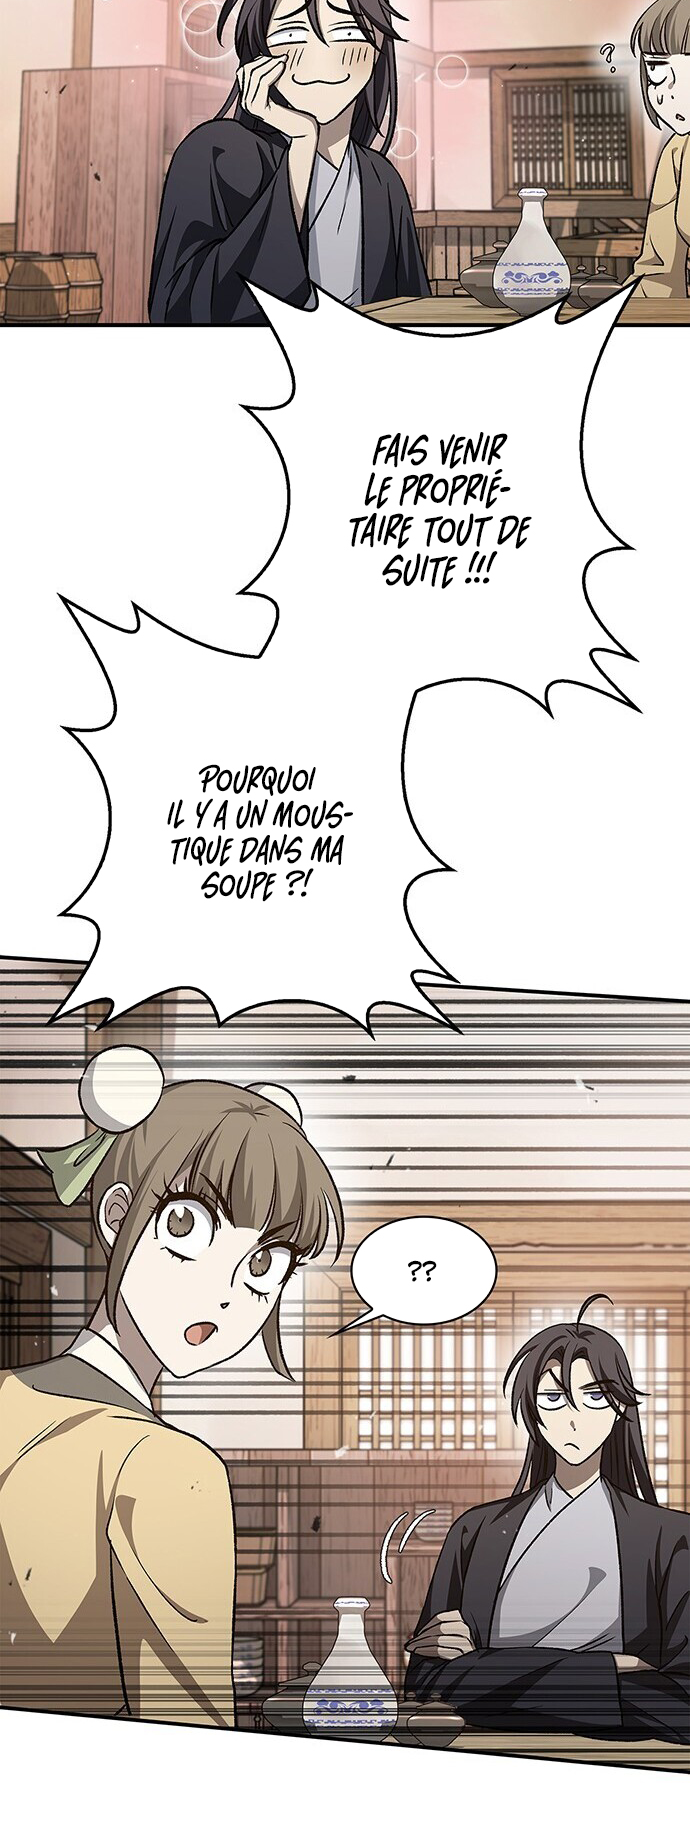 ?
FAIS VENIR
LE PROPRIÉ-
TAIRE TOUT DE
SUITE !!!
POURQUOI
IL Y A UN MOUS-
TIQUE DANS MA
SOUPE ?!
??